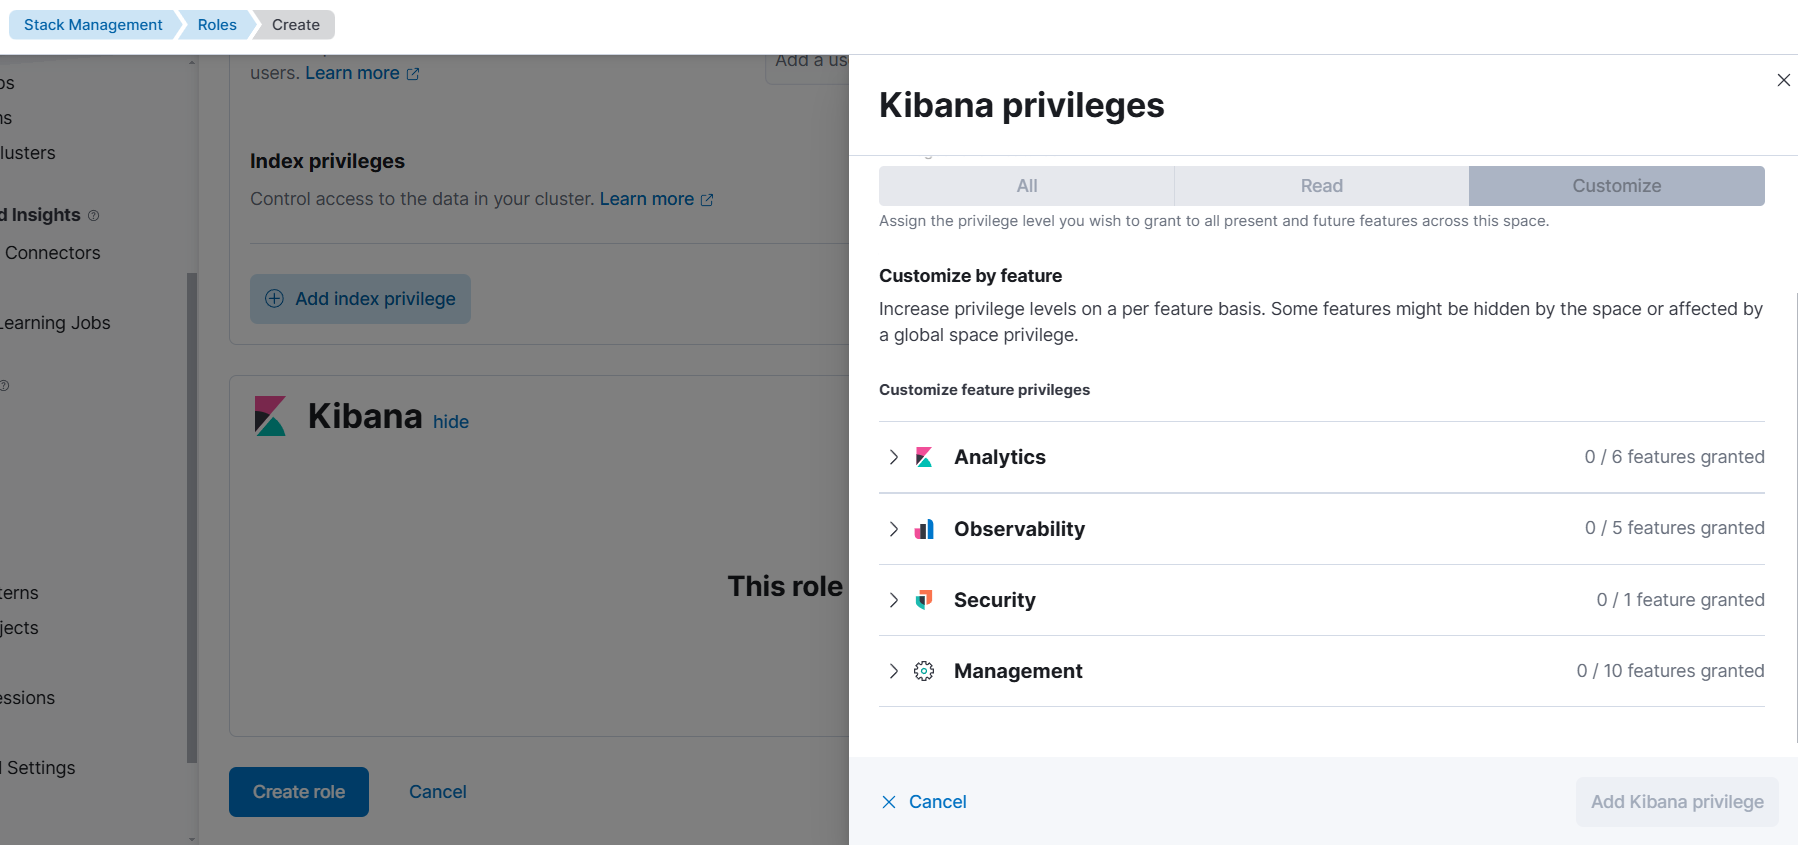 Stack Management
Roles
Create
os
ns
lusters
d Insights
Connectors
Learning Jobs
terns
jects
essions
l Settings
users. Learn more
Add a us
Index privileges
Control access to the data in your cluster. Learn more
Add index privilege
Kibana hide
This role
Create role
Cancel
Kibana privileges
All
Read
Customize
Assign the privilege level you wish to grant to all present and future features across this space.
Customize by feature
Increase privilege levels on a per feature basis. Some features might be hidden by the space or affected by
a global space privilege.
Customize feature privileges
Analytics
0 / 6 features granted
Observability
0 / 5 features granted
Security
0 / 1 feature granted
Management
0 / 10 features granted
Cancel
Add Kibana privilege